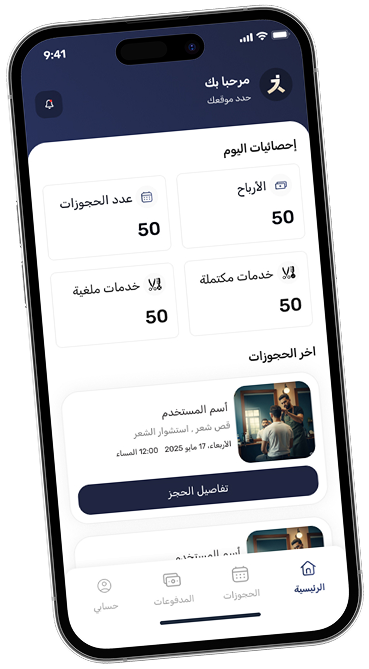 9:41
مرحبا بك
حدد موقعك
إحصائيات اليوم
الأرباح
50
عدد الحجوزات
50
خدمات مكتملة
50
خدمات ملغية
50
اخر الحجوزات
أسم المستخدم
قص شعر , استشوار الشعر
الأربعاء، 17 مايو 2025 12:00 المساء
تفاصيل الحجز
أسم المستخدم
الرئيسية
الحجوزات
المدفوعات
حسابي